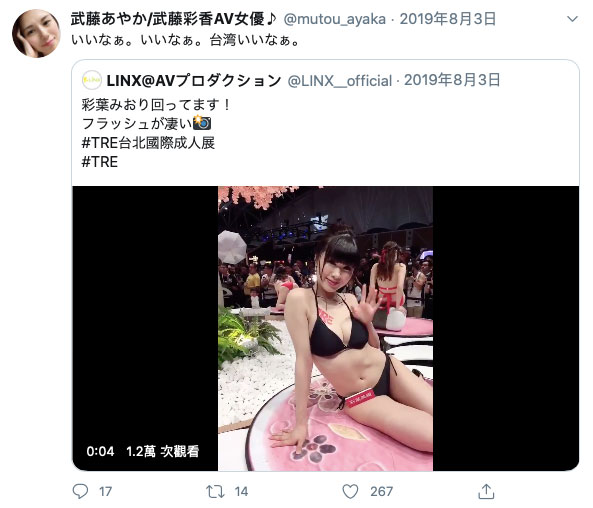 武藤あやか/武藤彩香AV女優♪ @mutou_ayaka · 2019年8月3日
いいなぁ。いいなぁ。台湾いいなぁ。
LINX@AVプロダクション @LINX__official · 2019年8月3日
彩葉みおり回ってます！
フラッシュが凄い📸
#TRE台北國際成人展
#TRE
TRE
0:04 1.2萬 次觀看
17 14 267